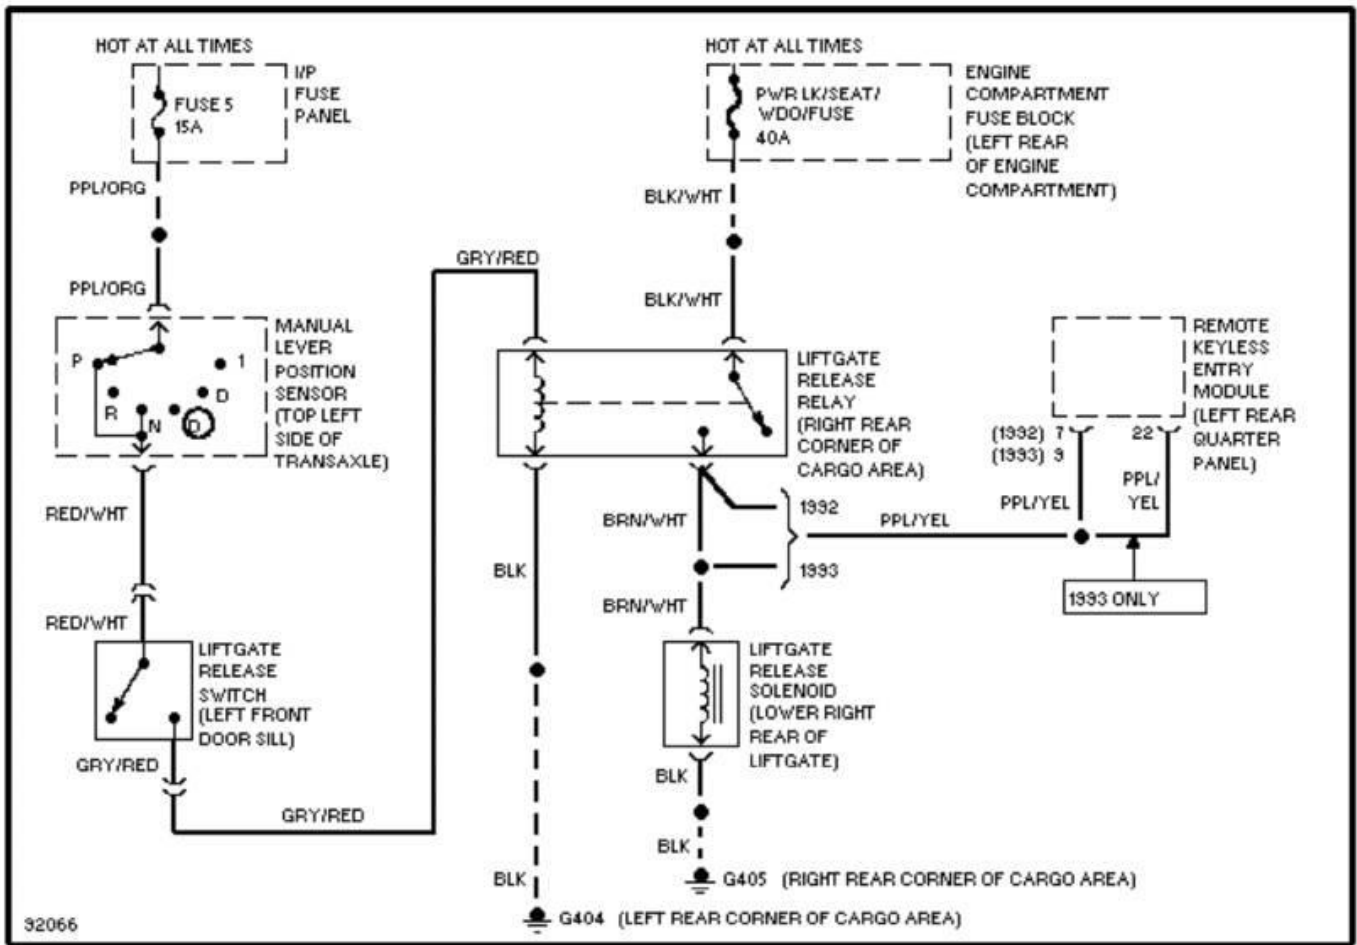 HOT AT ALL TIMES
FUSE 5
15A
I/P
FUSE
PANEL
PPL/ORG
PPL/ORG
MANUAL
LEVER
POSITION
SENSOR
(TOP LEFT
SIDE OF
TRANSAXLE)
P
R
N
D
D
1
RED/WHT
RED/WHT
LIFTGATE
RELEASE
SWITCH
(LEFT FRONT
DOOR SILL)
GRY/RED
GRY/RED
GRY/RED
HOT AT ALL TIMES
PWR LK/SEAT/
WDO/FUSE
40A
ENGINE
COMPARTMENT
FUSE BLOCK
(LEFT REAR
OF ENGINE
COMPARTMENT)
BLK/WHT
BLK/WHT
LIFTGATE
RELEASE
RELAY
(RIGHT REAR
CORNER OF
CARGO AREA)
REMOTE
KEYLESS
ENTRY
MODULE
(LEFT REAR
QUARTER
PANEL)
(1992) 7
(1993) 9
22
PPL/YEL
PPL/
YEL
PPL/YEL
1992
1993
1993 ONLY
BRN/WHT
BRN/WHT
BLK
LIFTGATE
RELEASE
SOLENOID
(LOWER RIGHT
REAR OF
LIFTGATE)
BLK
BLK
BLK
G405 (RIGHT REAR CORNER OF CARGO AREA)
G404 (LEFT REAR CORNER OF CARGO AREA)
92066